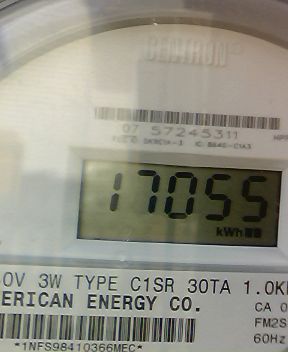 CENTRON
07 57245311
17055
kWh
0V 3W TYPE C1SR 30TA 1.0K
ERICAN ENERGY CO.
CA 0
FM2S
60Hz
*1NFS98410366MEC*